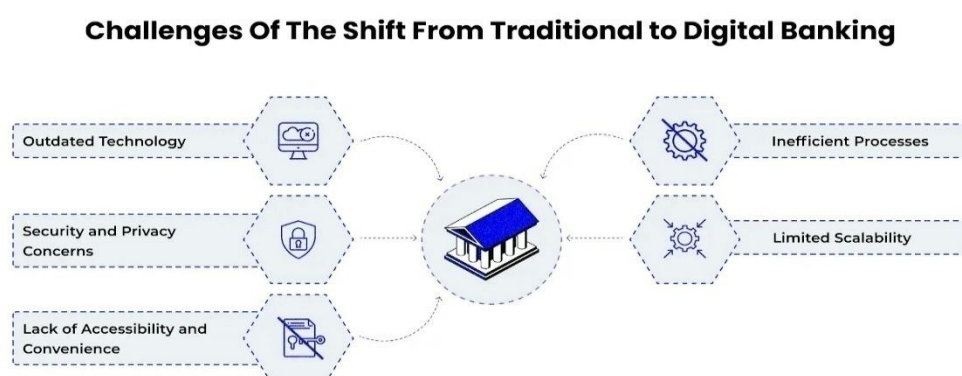 Challenges Of The Shift From Traditional to Digital Banking
Outdated Technology
Security and Privacy
Concerns
Lack of Accessibility and
Convenience
Inefficient Processes
Limited Scalability